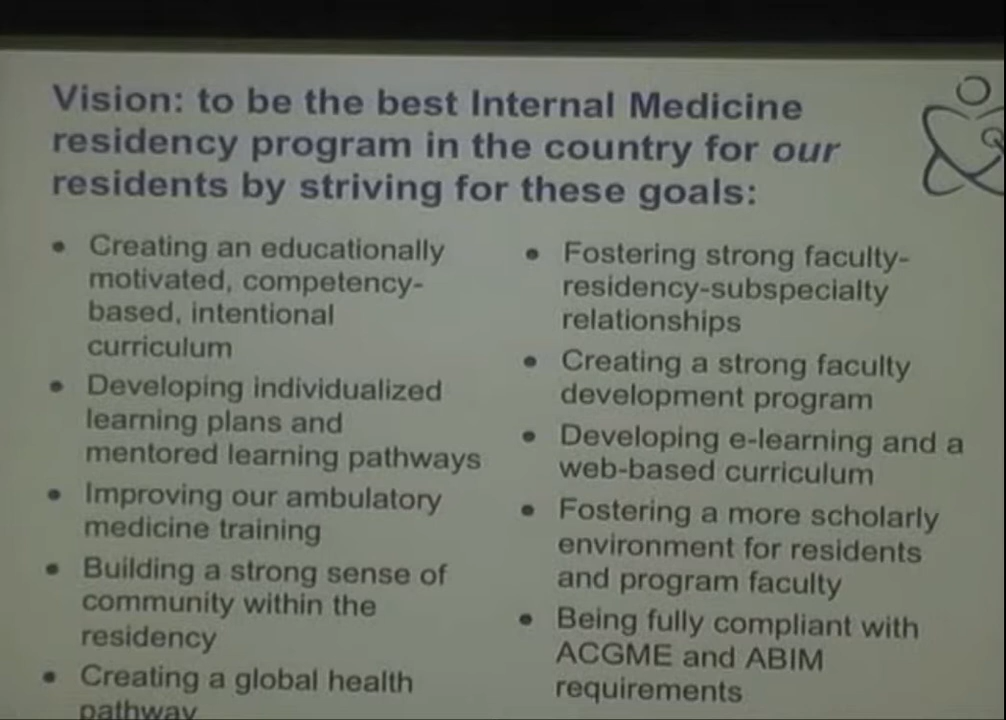 Vision: to be the best Internal Medicine
residency program in the country for our
residents by striving for these goals:
• Creating an educationally
motivated, competency-
based, intentional
curriculum
• Developing individualized
learning plans and
mentored learning pathways
• Improving our ambulatory
medicine training
• Building a strong sense of
community within the
residency
• Creating a global health
pathway
• Fostering strong faculty-
residency-subspecialty
relationships
• Creating a strong faculty
development program
• Developing e-learning and a
web-based curriculum
• Fostering a more scholarly
environment for residents
and program faculty
• Being fully compliant with
ACGME and ABIM
requirements